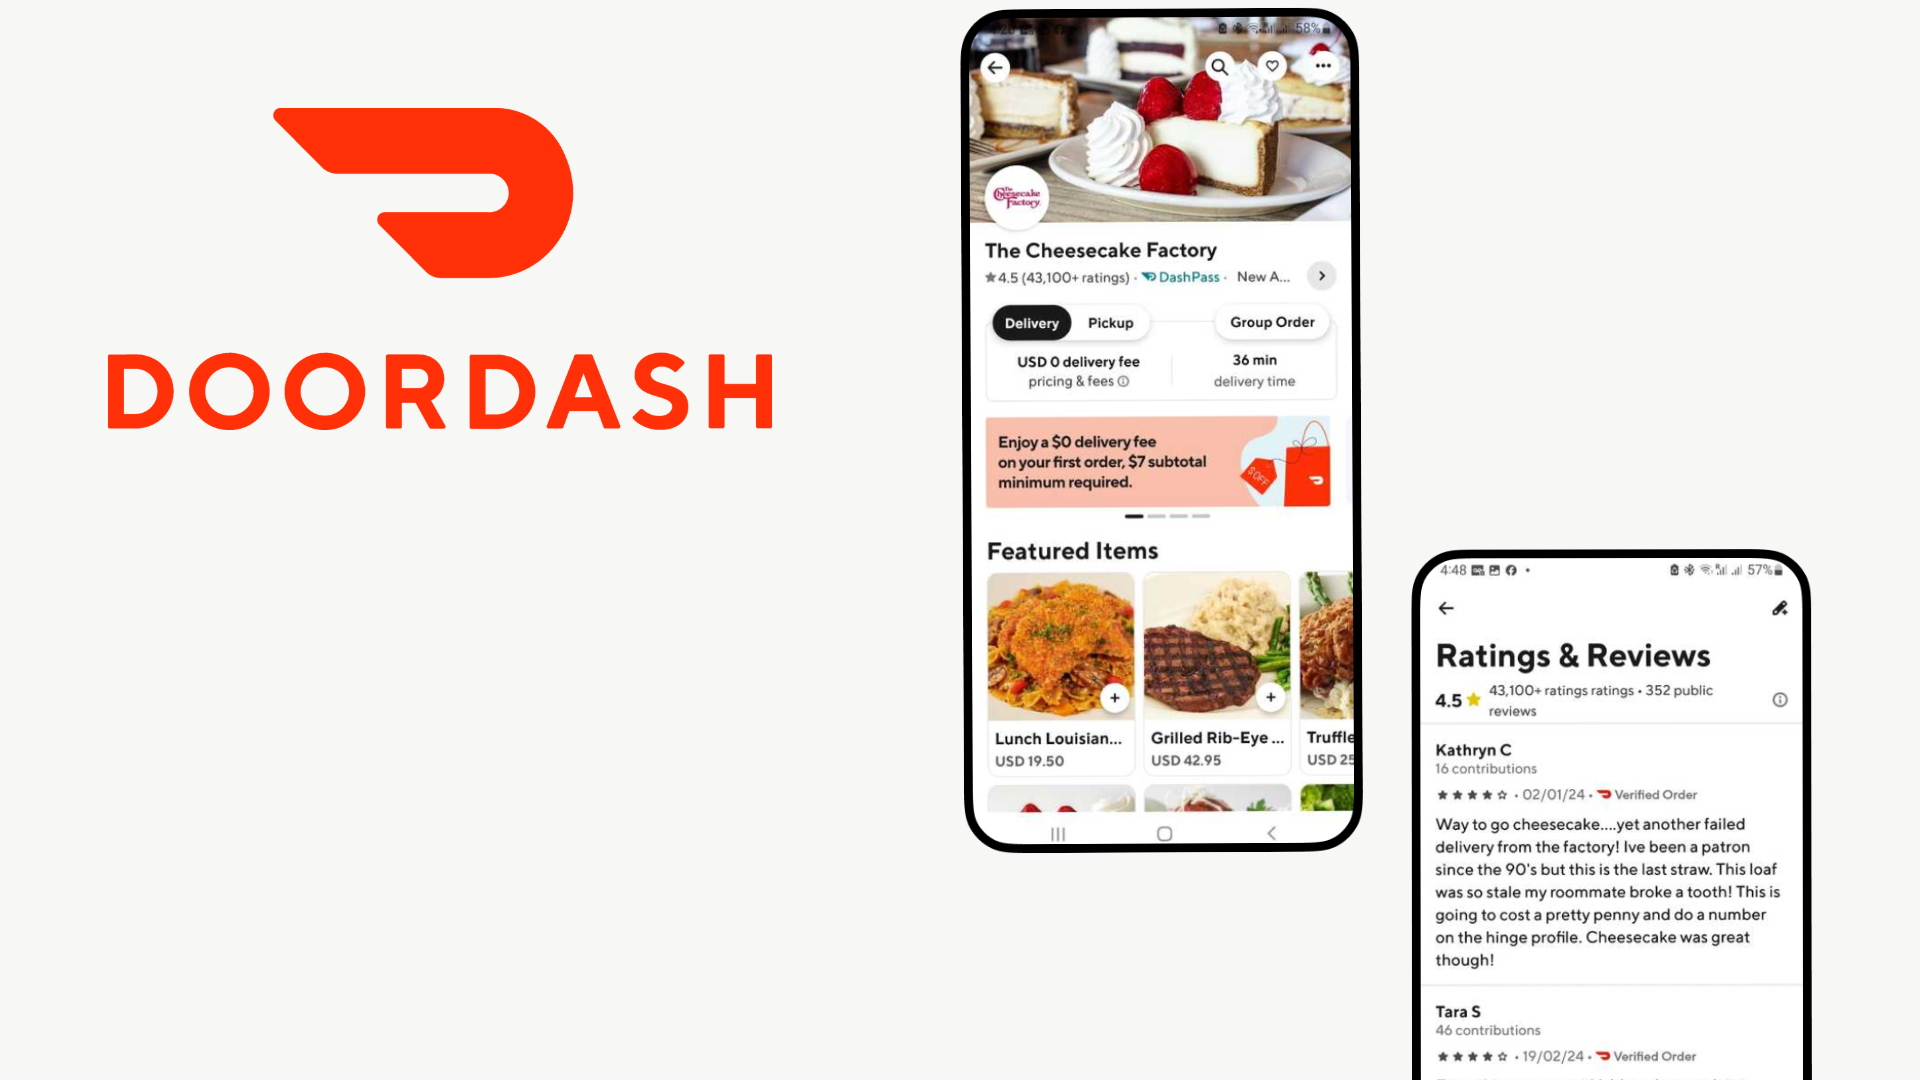 DOORDASH
58%
The
Cheesecake
Factory
The Cheesecake Factory
4.5 (43,100+ ratings) · DashPass · New A...
Delivery Pickup Group Order
USD 0 delivery fee 36 min
pricing & fees delivery time
Enjoy a $0 delivery fee
on your first order, $7 subtotal
minimum required.
$ OFF
Featured Items
Lunch Louisian... Grilled Rib-Eye ... Truffle
USD 19.50 USD 42.95 USD 25
4:48 57%
Ratings & Reviews
4.5 43,100+ ratings ratings • 352 public
reviews
Kathryn C
16 contributions
• 02/01/24 • Verified Order
Way to go cheesecake....yet another failed
delivery from the factory! Ive been a patron
since the 90's but this is the last straw. This loaf
was so stale my roommate broke a tooth! This is
going to cost a pretty penny and do a number
on the hinge profile. Cheesecake was great
though!
Tara S
46 contributions
• 19/02/24 • Verified Order